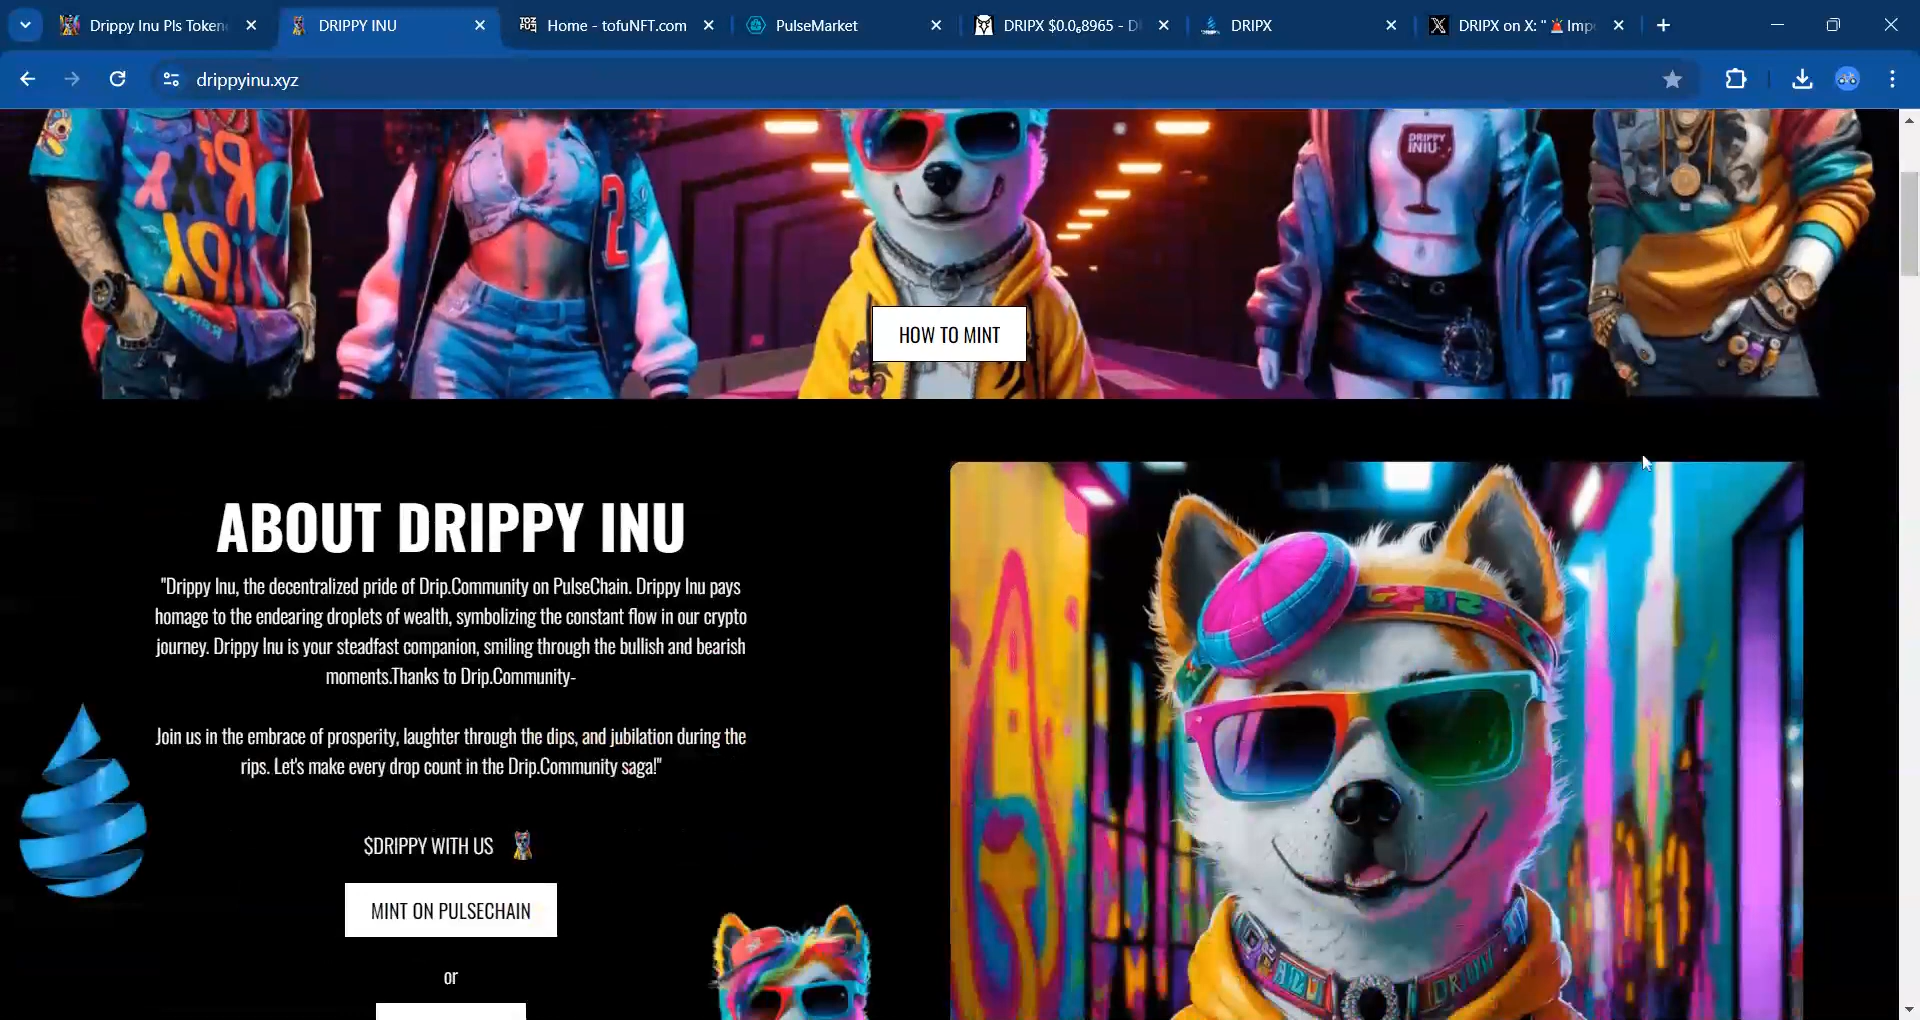 Drippy Inu Pls Token
DRIPPY INU
Home - tofuNFT.com
PulseMarket
DRIPX $0.0₆8965 - D
DRIPX
DRIPX on X: "🚨Imp
drippyinu.xyz
DRIPPY
INIU-
2
HOW TO MINT
ABOUT DRIPPY INU
"Drippy Inu, the decentralized pride of Drip.Community on PulseChain. Drippy Inu pays
homage to the endearing droplets of wealth, symbolizing the constant flow in our crypto
journey. Drippy Inu is your steadfast companion, smiling through the bullish and bearish
moments.Thanks to Drip.Community-
Join us in the embrace of prosperity, laughter through the dips, and jubilation during the
rips. Let's make every drop count in the Drip.Community saga!"
$DRIPPY WITH US
MINT ON PULSECHAIN
or